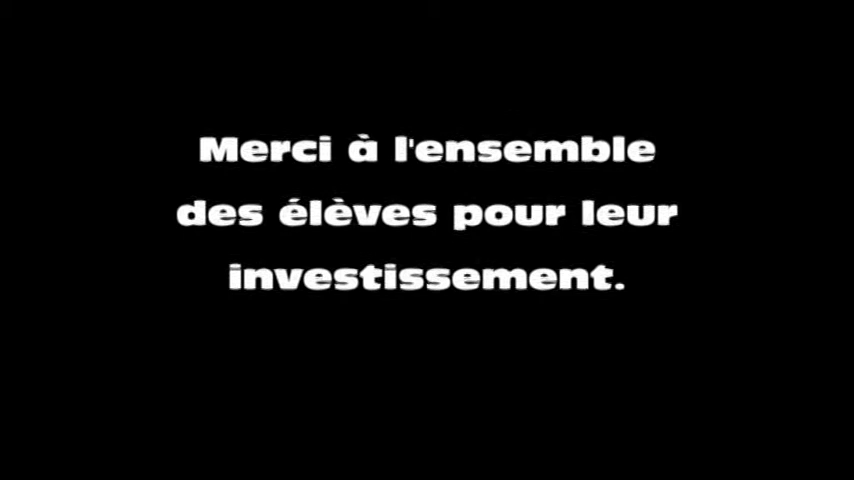 Merci à l'ensemble
des élèves pour leur
investissement.